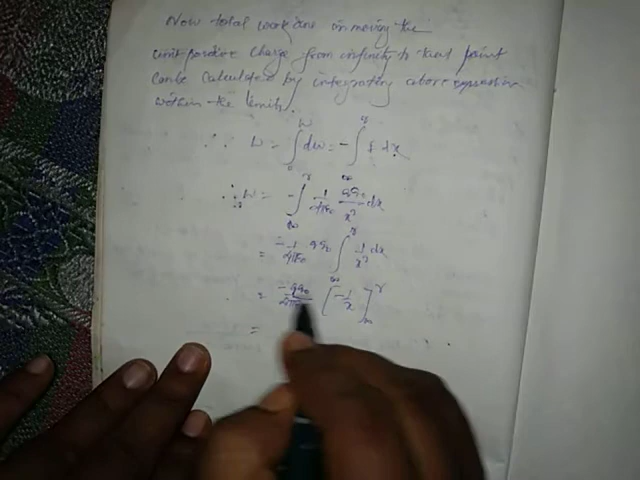 Now total work done in moving the
unit positive charge from infinity to that point
can be calculated by integrating above expression
within the limits.
∴ W = ∫₀^W dw = - ∫_∞^r F dx
∴ W = - ∫_∞^r 1/4πε₀ qq₀/x² dx
= -1/4πε₀ qq₀ ∫_∞^r 1/x² dx
= -qq₀/4πε₀ [-1/x]_∞^r
=